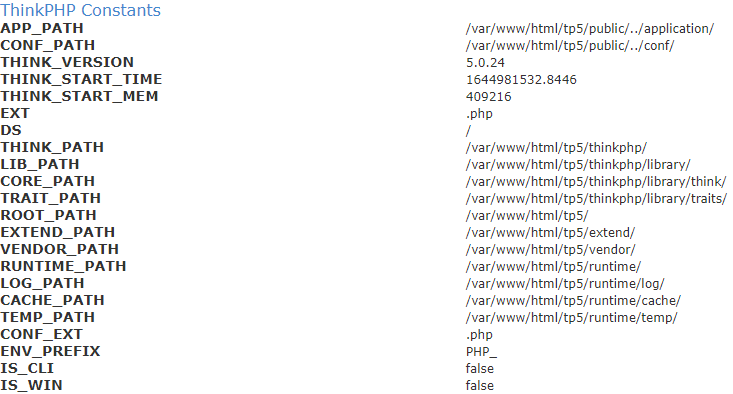 ThinkPHP Constants
APP_PATH /var/www/html/tp5/public/../application/
CONF_PATH /var/www/html/tp5/public/../conf/
THINK_VERSION 5.0.24
THINK_START_TIME 1644981532.8446
THINK_START_MEM 409216
EXT .php
DS /
THINK_PATH /var/www/html/tp5/thinkphp/
LIB_PATH /var/www/html/tp5/thinkphp/library/
CORE_PATH /var/www/html/tp5/thinkphp/library/think/
TRAIT_PATH /var/www/html/tp5/thinkphp/library/traits/
ROOT_PATH /var/www/html/tp5/
EXTEND_PATH /var/www/html/tp5/extend/
VENDOR_PATH /var/www/html/tp5/vendor/
RUNTIME_PATH /var/www/html/tp5/runtime/
LOG_PATH /var/www/html/tp5/runtime/log/
CACHE_PATH /var/www/html/tp5/runtime/cache/
TEMP_PATH /var/www/html/tp5/runtime/temp/
CONF_EXT .php
ENV_PREFIX PHP_
IS_CLI false
IS_WIN false